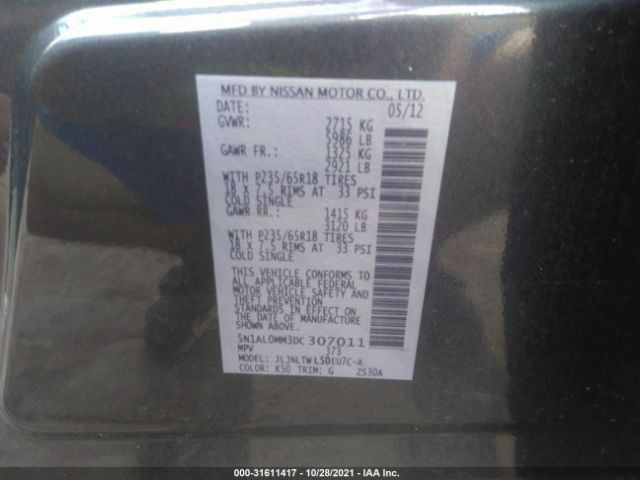 MFD BY NISSAN MOTOR CO., LTD.
DATE: 05/12
GVWR: 2715 KG
5986 LB
GAWR FR.: 1325 KG
2921 LB
WITH P235/65R18 TIRES
18 X 7.5 RIMS AT 33 PSI
COLD SINGLE
GAWR RR.: 1415 KG
3120 LB
WITH P235/65R18 TIRES
18 X 7.5 RIMS AT 33 PSI
COLD SINGLE
THIS VEHICLE CONFORMS TO
ALL APPLICABLE FEDERAL
MOTOR VEHICLE SAFETY AND
THEFT PREVENTION
STANDARDS IN EFFECT ON
THE DATE OF MANUFACTURE
SHOWN ABOVE.
5N1AL0MM3DC307011
MPV 373
MODEL: JLJNLTWL50EU7C-A
COLOR: K50 TRIM: G ZS30A
000-31611417 - 10/28/2021 - IAA Inc.